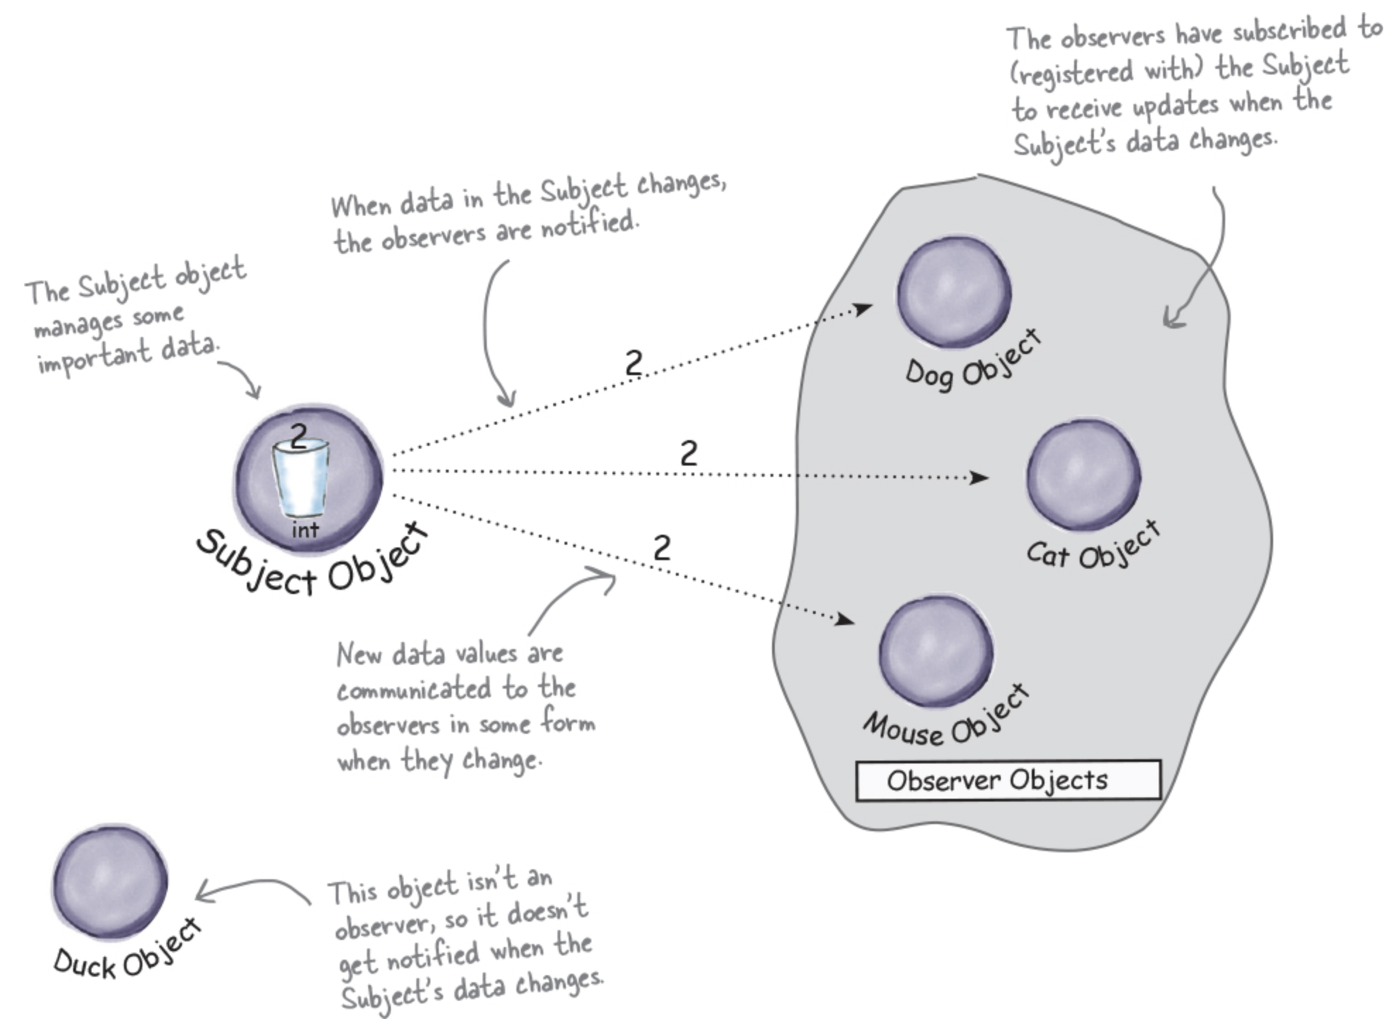 The observers have subscribed to
(registered with) the Subject
to receive updates when the
Subject's data changes.
When data in the Subject changes,
the observers are notified.
The Subject object
manages some
important data.
2
int
Subject Object
2
2
2
Dog Object
Cat Object
Mouse Object
Observer Objects
New data values are
communicated to the
observers in some form
when they change.
Duck Object
This object isn't an
observer, so it doesn't
get notified when the
Subject's data changes.